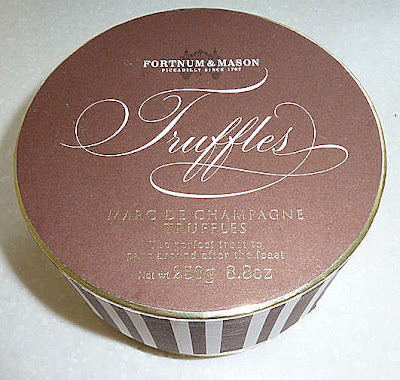 FORTNUM & MASON
PICCADILLY SINCE 1707
Truffles
MARC DE CHAMPAGNE
TRUFFLES
The perfect treat to
pass around after the feast
Net wt 250g 8.8oz